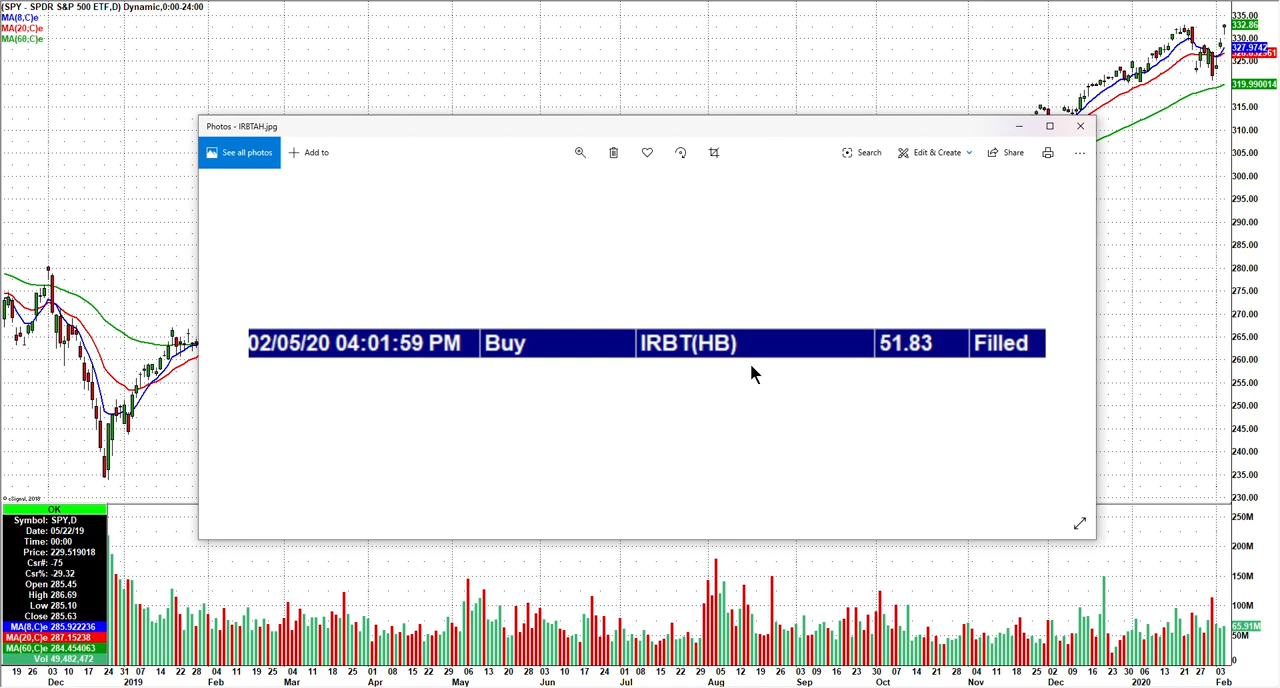 (SPY - SPDR S&P 500 ETF,D) Dynamic,0:00-24:00
MA(8,C)e
MA(20,C)e
MA(60,C)e
335.00
332.86
330.00
327.9742
325.00
319.990014
315.00
310.00
305.00
300.00
295.00
290.00
285.00
280.00
275.00
270.00
265.00
260.00
255.00
250.00
245.00
240.00
235.00
230.00
Photos - IRBTAH.jpg
See all photos
Add to
Search
Edit & Create
Share
02/05/20 04:01:59 PM Buy IRBT(HB) 51.83 Filled
© eSignal, 2018
OK
Symbol: SPY,D
Date: 05/22/19
Time: 00:00
Price: 229.519018
Csr#: -75
Csr%: -29.32
Open 285.45
High 286.69
Low 285.10
Close 285.63
MA(8,C)e 285.922236
MA(20,C)e 287.15238
MA(60,C)e 284.454063
Vol 49,482,472
250M
200M
150M
100M
65.91M
50M
0
19 26 03 10 17 24 31 07 14 22 28 04 11 19 25 04 11 18 25 01 08 15 22 29 06 13 20 28 03 10 17 24 01 08 15 22 29 05 12 19 26 03 09 16 23 30 07 14 21 28 04 11 18 25 02 09 16 23 30 06 13 21 27 03
Dec 2019 Feb Mar Apr May Jun Jul Aug Sep Oct Nov Dec 2020 Feb